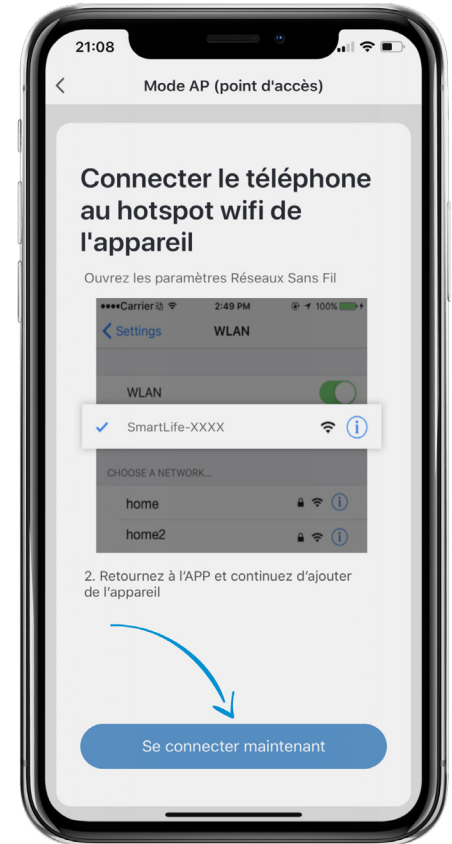 21:08
Mode AP (point d'accès)
Connecter le téléphone
au hotspot wifi de
l'appareil
Ouvrez les paramètres Réseaux Sans Fil
Carrier 2:49 PM 100%
Settings WLAN
WLAN
SmartLife-XXXX
CHOOSE A NETWORK...
home
home2
2. Retournez à l'APP et continuez d'ajouter
de l'appareil
Se connecter maintenant